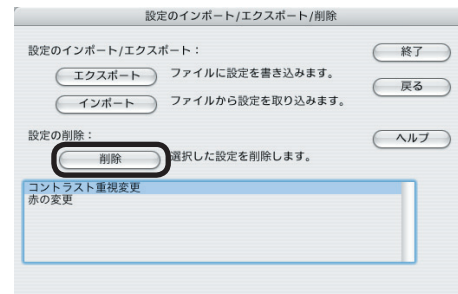 設定のインポート/エクスポート/削除
設定のインポート/エクスポート：
終了
エクスポート
ファイルに設定を書き込みます。
戻る
インポート
ファイルから設定を取り込みます。
設定の削除：
ヘルプ
削除
選択した設定を削除します。
コントラスト重視変更
赤の変更